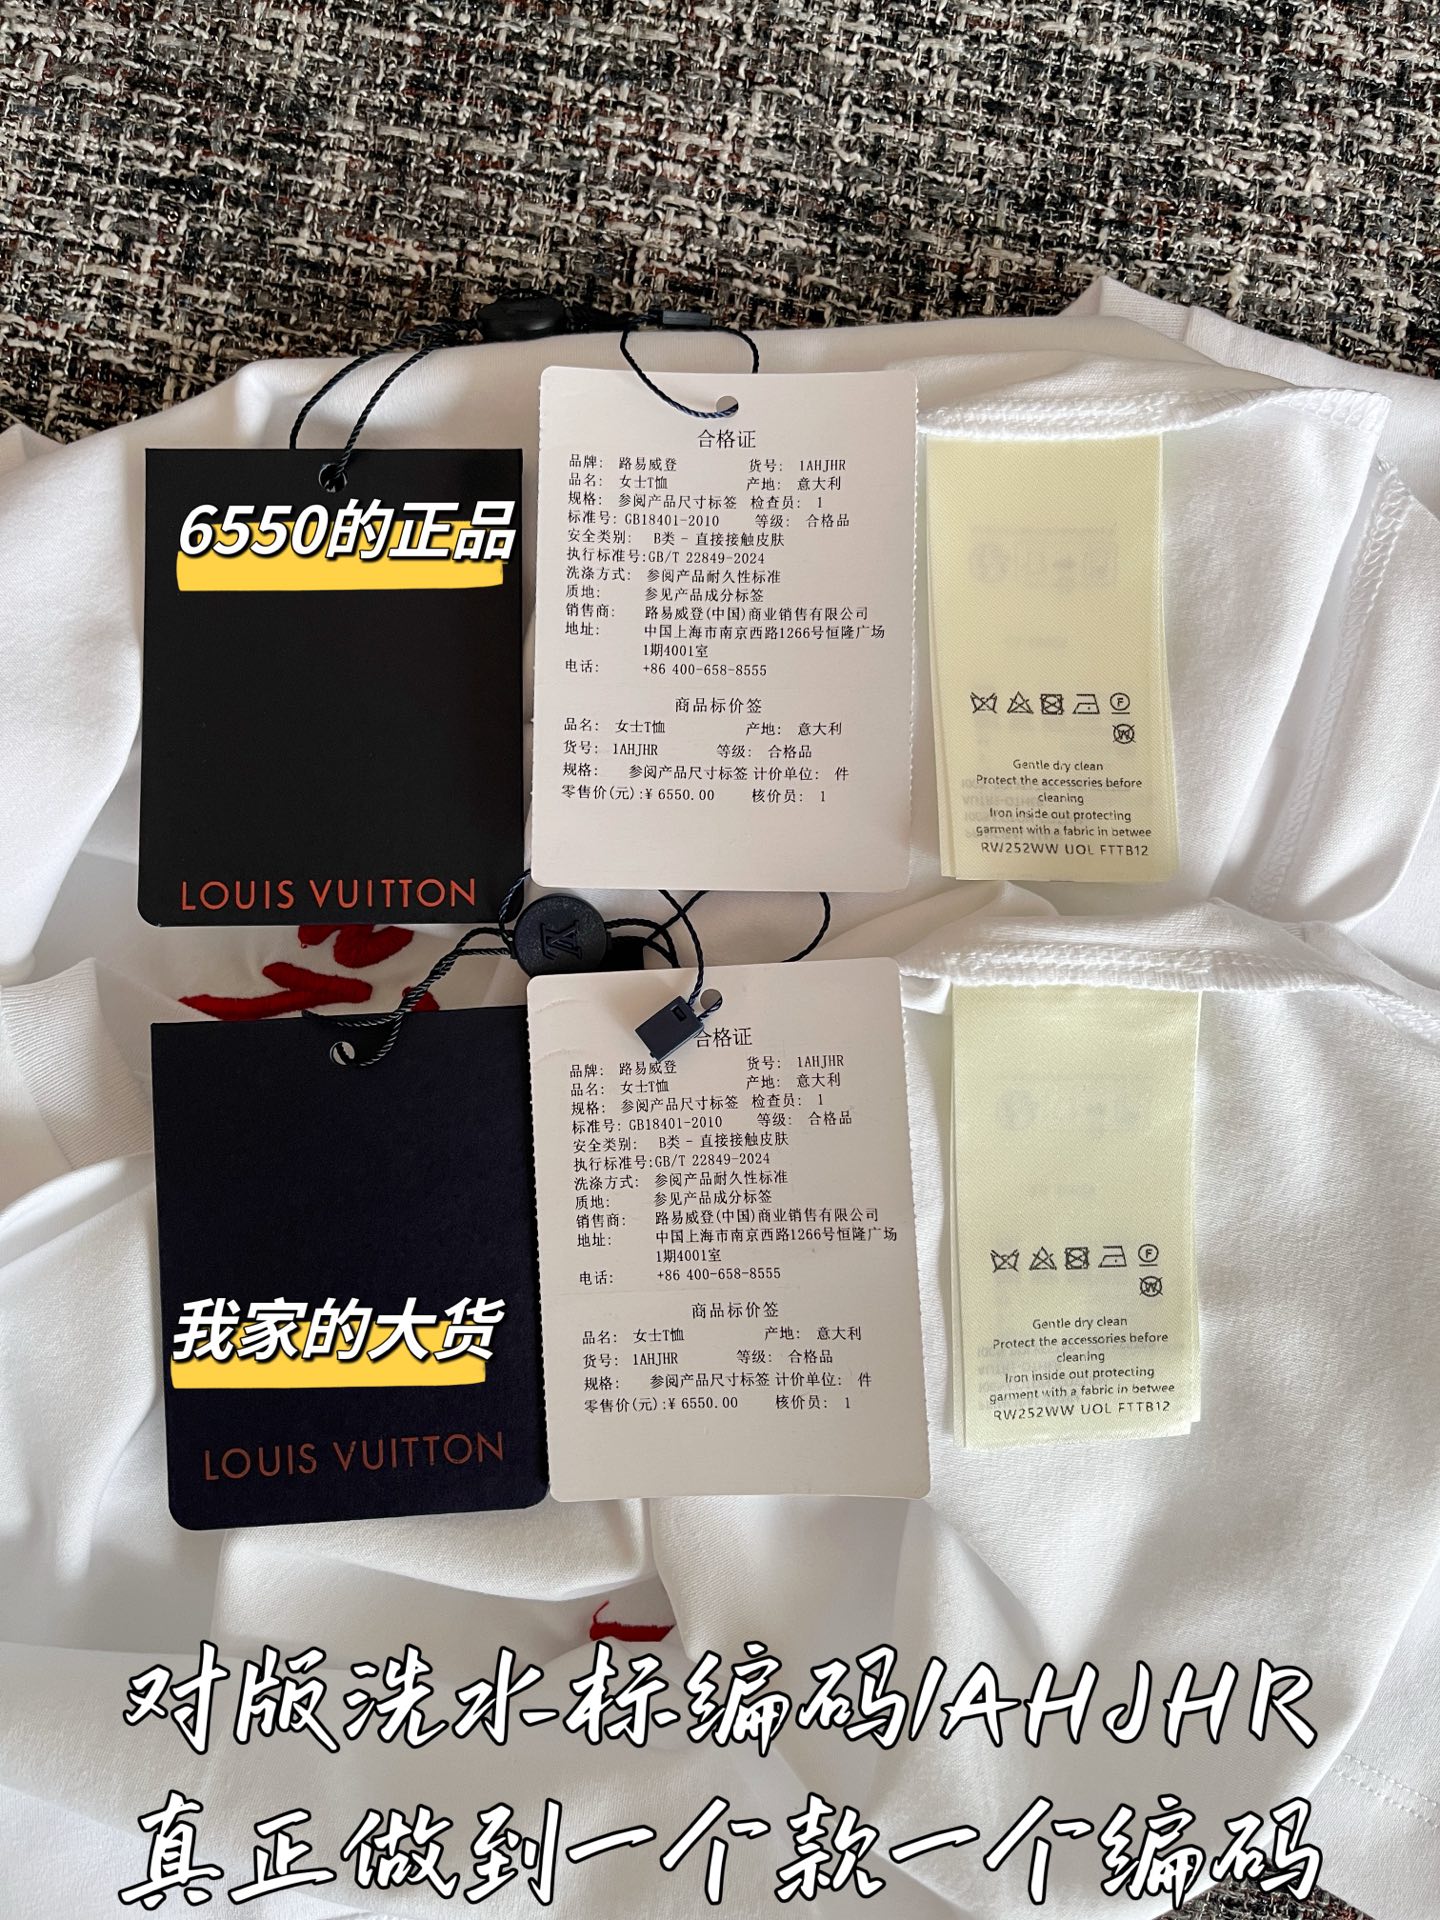 6550的正品
LOUIS VUITTON
合格证
品牌: 路易威登 货号: 1AHJHR
品名: 女士T恤 产地: 意大利
规格: 参阅产品尺寸标签 检查员: 1
标准号: GB18401-2010 等级: 合格品
安全类别: B类 - 直接接触皮肤
执行标准号:GB/T 22849-2024
洗涤方式: 参阅产品耐久性标准
质地: 参见产品成分标签
销售商: 路易威登(中国)商业销售有限公司
地址: 中国上海市南京西路1266号恒隆广场
1期4001室
电话: +86 400-658-8555
商品标价签
品名: 女士T恤 产地: 意大利
货号: 1AHJHR 等级: 合格品
规格: 参阅产品尺寸标签 计价单位: 件
零售价(元):¥ 6550.00 核价员: 1
F
W
Gentle dry clean
Protect the accessories before
cleaning
Iron inside out protecting
garment with a fabric in betwee
RW252WW UOL FTTB12
我家的大货
LOUIS VUITTON
合格证
品牌: 路易威登 货号: 1AHJHR
品名: 女士T恤 产地: 意大利
规格: 参阅产品尺寸标签 检查员: 1
标准号: GB18401-2010 等级: 合格品
安全类别: B类 - 直接接触皮肤
执行标准号:GB/T 22849-2024
洗涤方式: 参阅产品耐久性标准
质地: 参见产品成分标签
销售商: 路易威登(中国)商业销售有限公司
地址: 中国上海市南京西路1266号恒隆广场
1期4001室
电话: +86 400-658-8555
商品标价签
品名: 女士T恤 产地: 意大利
货号: 1AHJHR 等级: 合格品
规格: 参阅产品尺寸标签 计价单位: 件
零售价(元):¥ 6550.00 核价员: 1
F
W
Gentle dry clean
Protect the accessories before
cleaning
Iron inside out protecting
garment with a fabric in betwee
RW252WW UOL FTTB12
对版洗水标编码1AHJHR
真正做到一个款一个编码